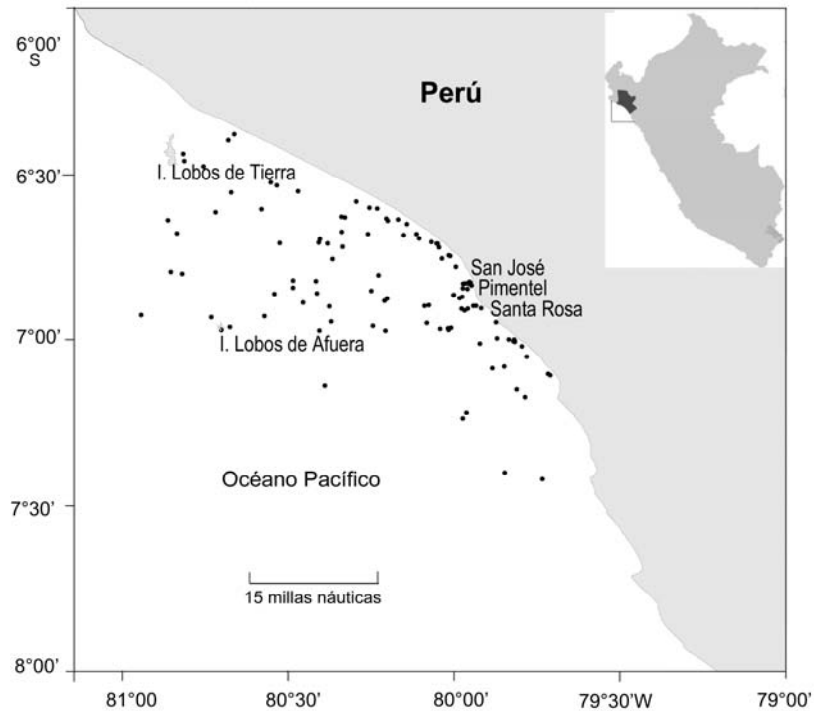 6°00'
S
Perú
6°30'
I. Lobos de Tierra
San José
Pimentel
Santa Rosa
7°00'
I. Lobos de Afuera
Océano Pacífico
7°30'
15 millas náuticas
8°00'
81°00 80°30' 80°00' 79°30'W 79°00'